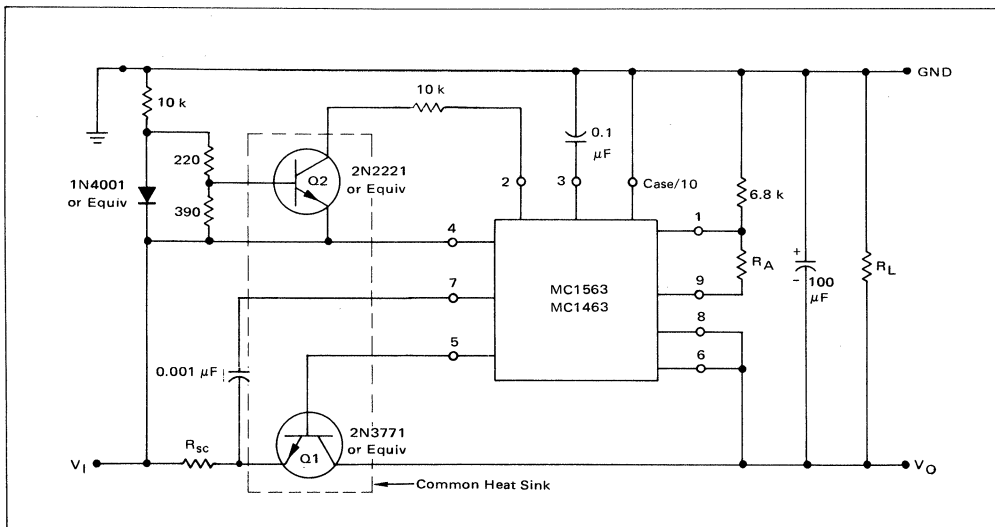 GND
10 k
10 k
0.1
µF
220
2N2221
or Equiv
1N4001
or Equiv
Q2
2
3
Case/10
6.8 k
390
4
1
RA
MC1563
MC1463
7
9
+
-
100
µF
RL
8
5
6
0.001 µF
2N3771
or Equiv
Rsc
Q1
VI
VO
Common Heat Sink